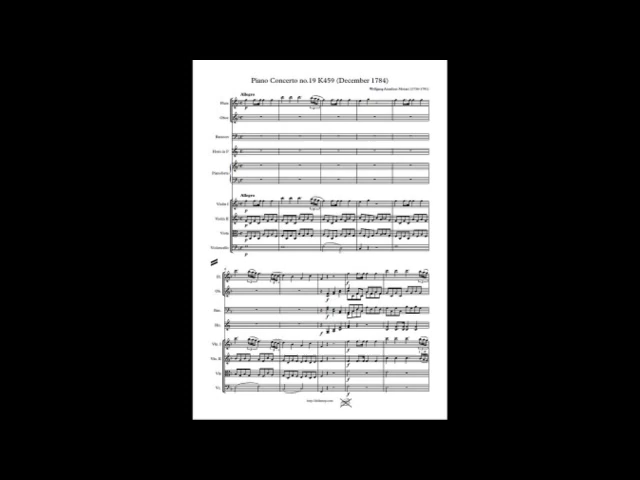 Piano Concerto no.19 K459 (December 1784)
Wolfgang Amadeus Mozart (1756-1791)
Allegro
Flute
Oboe
Bassoon
Horn in F
Pianoforte
Allegro
Violin I
Violin II
Viola
Violoncello
Fl.
Ob.
Bsn.
Hn.
Vln. I
Vln. II
Vla.
Vc.